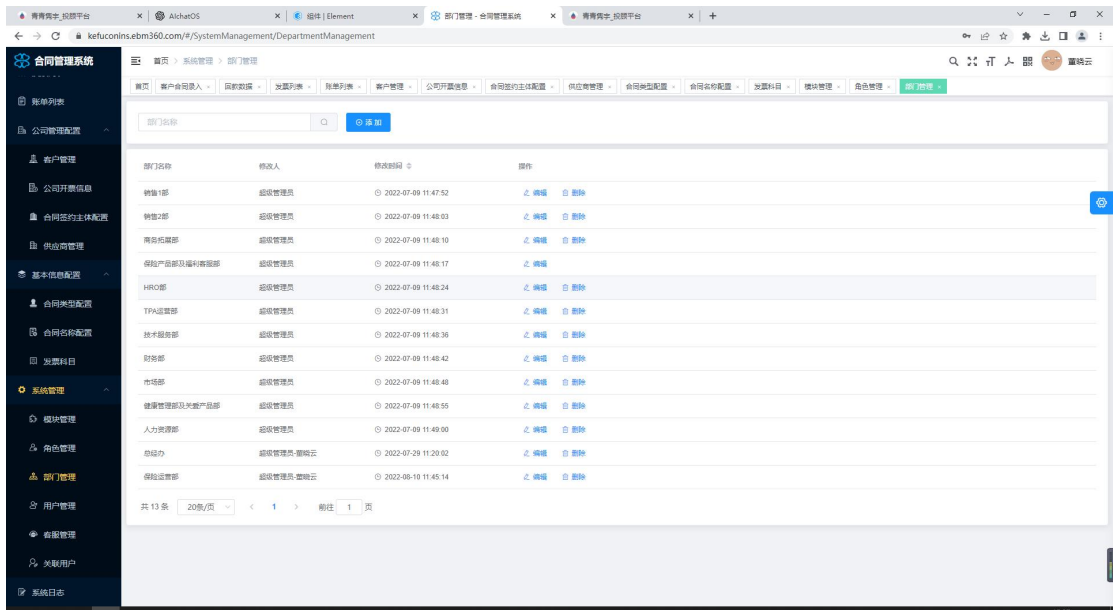 青青儁宇_投顾平台 AIchatOS 组件 | Element 部门管理 - 合同管理系统 青青儁宇_投顾平台
kefuconins.ebm360.com/#/SystemManagement/DepartmentManagement
合同管理系统 首页 > 系统管理 > 部门管理 董晓云
首页 客户合同录入 回款数据 发票列表 账单列表 客户管理 公司开票信息 合同签约主体配置 供应商管理 合同类型配置 合同名称配置 发票科目 模块管理 角色管理 部门管理
账单列表
公司管理配置
客户管理
公司开票信息
合同签约主体配置
供应商管理
基本信息配置
合同类型配置
合同名称配置
发票科目
系统管理
模块管理
角色管理
部门管理
用户管理
客服管理
关联用户
系统日志
部门名称 添加
部门名称 修改人 修改时间 操作
销售1部 超级管理员 2022-07-09 11:47:52 编辑 删除
销售2部 超级管理员 2022-07-09 11:48:03 编辑 删除
商务拓展部 超级管理员 2022-07-09 11:48:10 编辑 删除
保险产品部及福利客服部 超级管理员 2022-07-09 11:48:17 编辑
HRO部 超级管理员 2022-07-09 11:48:24 编辑 删除
TPA运营部 超级管理员 2022-07-09 11:48:31 编辑 删除
技术服务部 超级管理员 2022-07-09 11:48:36 编辑 删除
财务部 超级管理员 2022-07-09 11:48:42 编辑 删除
市场部 超级管理员 2022-07-09 11:48:48 编辑 删除
健康管理部及关爱产品部 超级管理员 2022-07-09 11:48:55 编辑 删除
人力资源部 超级管理员 2022-07-09 11:49:00 编辑 删除
总经办 超级管理员-董晓云 2022-07-29 11:20:02 编辑 删除
保险运营部 超级管理员-董晓云 2022-08-10 11:45:14 编辑 删除
共 13 条 20条/页 1 前往 1 页